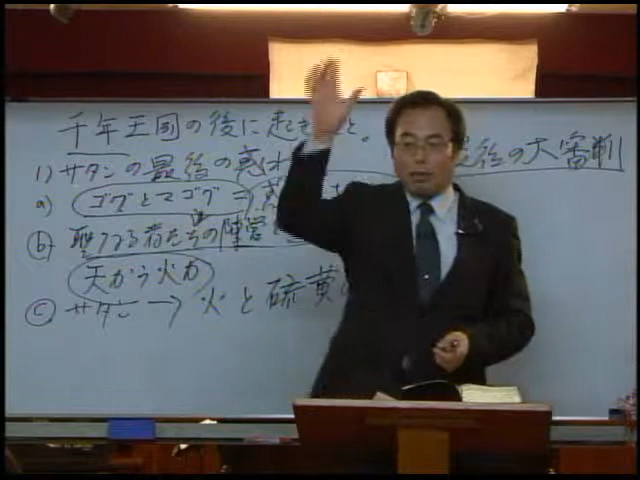 千年王国の後に起き と。
1) サタンの最後の惑わ
a) ゴグとマゴグ ⇒
b 聖なる者たちの陣営
天から火が
c サタン → 火と硫黄
最後の大審判